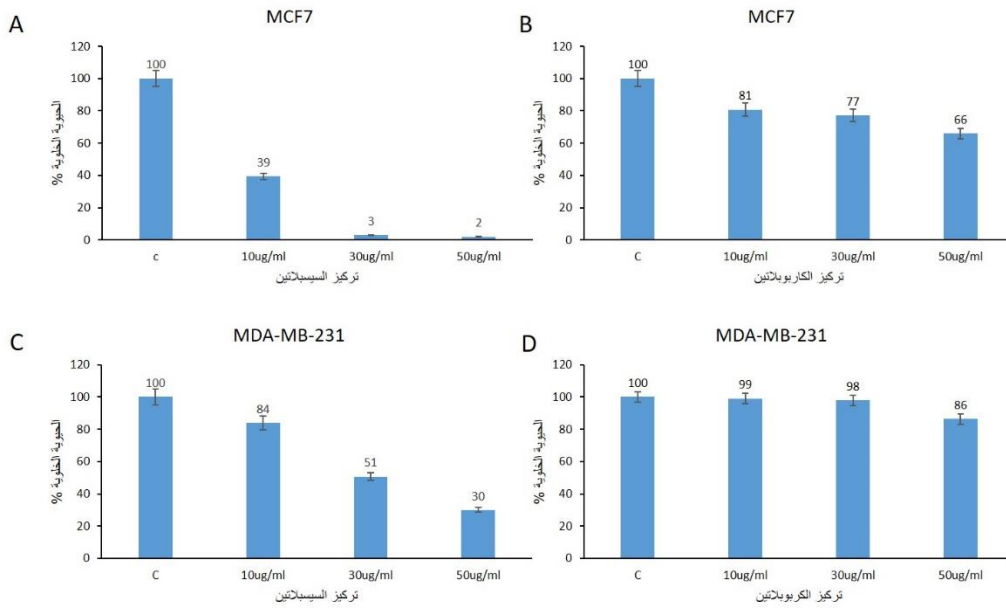 A
MCF7
120
100
80
60
40
20
0
الحيوية الخلوية %
100
39
3
2
c
10ug/ml
30ug/ml
50ug/ml
تركيز السيسبلاتين
B
MCF7
120
100
80
60
40
20
0
الحيوية الخلوية %
100
81
77
66
C
10ug/ml
30ug/ml
50ug/ml
تركيز الكاربوبلاتين
C
MDA-MB-231
120
100
80
60
40
20
0
الحيوية الخلوية %
100
84
51
30
C
10ug/ml
30ug/ml
50ug/ml
تركيز السيسبلاتين
D
MDA-MB-231
120
100
80
60
40
20
0
الحيوية الخلوية %
100
99
98
86
C
10ug/ml
30ug/ml
50ug/ml
تركيز الكربوبلاتين